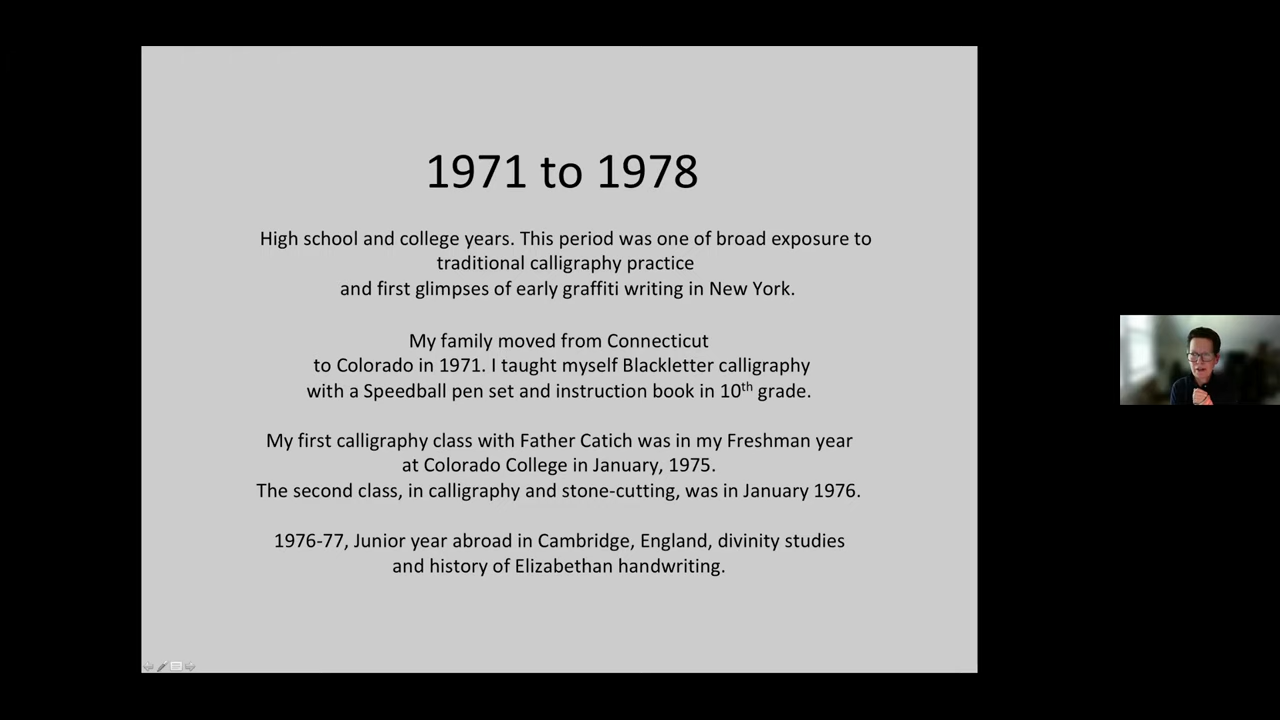 1971 to 1978
High school and college years. This period was one of broad exposure to
traditional calligraphy practice
and first glimpses of early graffiti writing in New York.
My family moved from Connecticut
to Colorado in 1971. I taught myself Blackletter calligraphy
with a Speedball pen set and instruction book in 10th grade.
My first calligraphy class with Father Catich was in my Freshman year
at Colorado College in January, 1975.
The second class, in calligraphy and stone-cutting, was in January 1976.
1976-77, Junior year abroad in Cambridge, England, divinity studies
and history of Elizabethan handwriting.